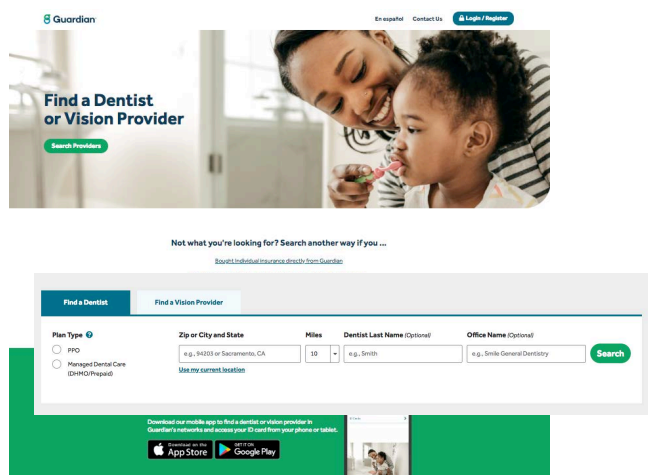 Guardian
En español Contact Us Login / Register
Find a Dentist
or Vision Provider
Search Providers
Not what you're looking for? Search another way if you ...
Bought Individual insurance directly from Guardian
Find a Dentist Find a Vision Provider
Plan Type ? Zip or City and State Miles Dentist Last Name (Optional) Office Name (Optional)
PPO e.g., 94203 or Sacramento, CA 10 e.g., Smith e.g., Smile General Dentistry Search
Managed Dental Care
(DHMO/Prepaid)
Use my current location
Download our mobile app to find a dentist or vision provider in
Guardian's networks and access your ID card from your phone or tablet.
Download on the
App Store
GET IT ON
Google Play